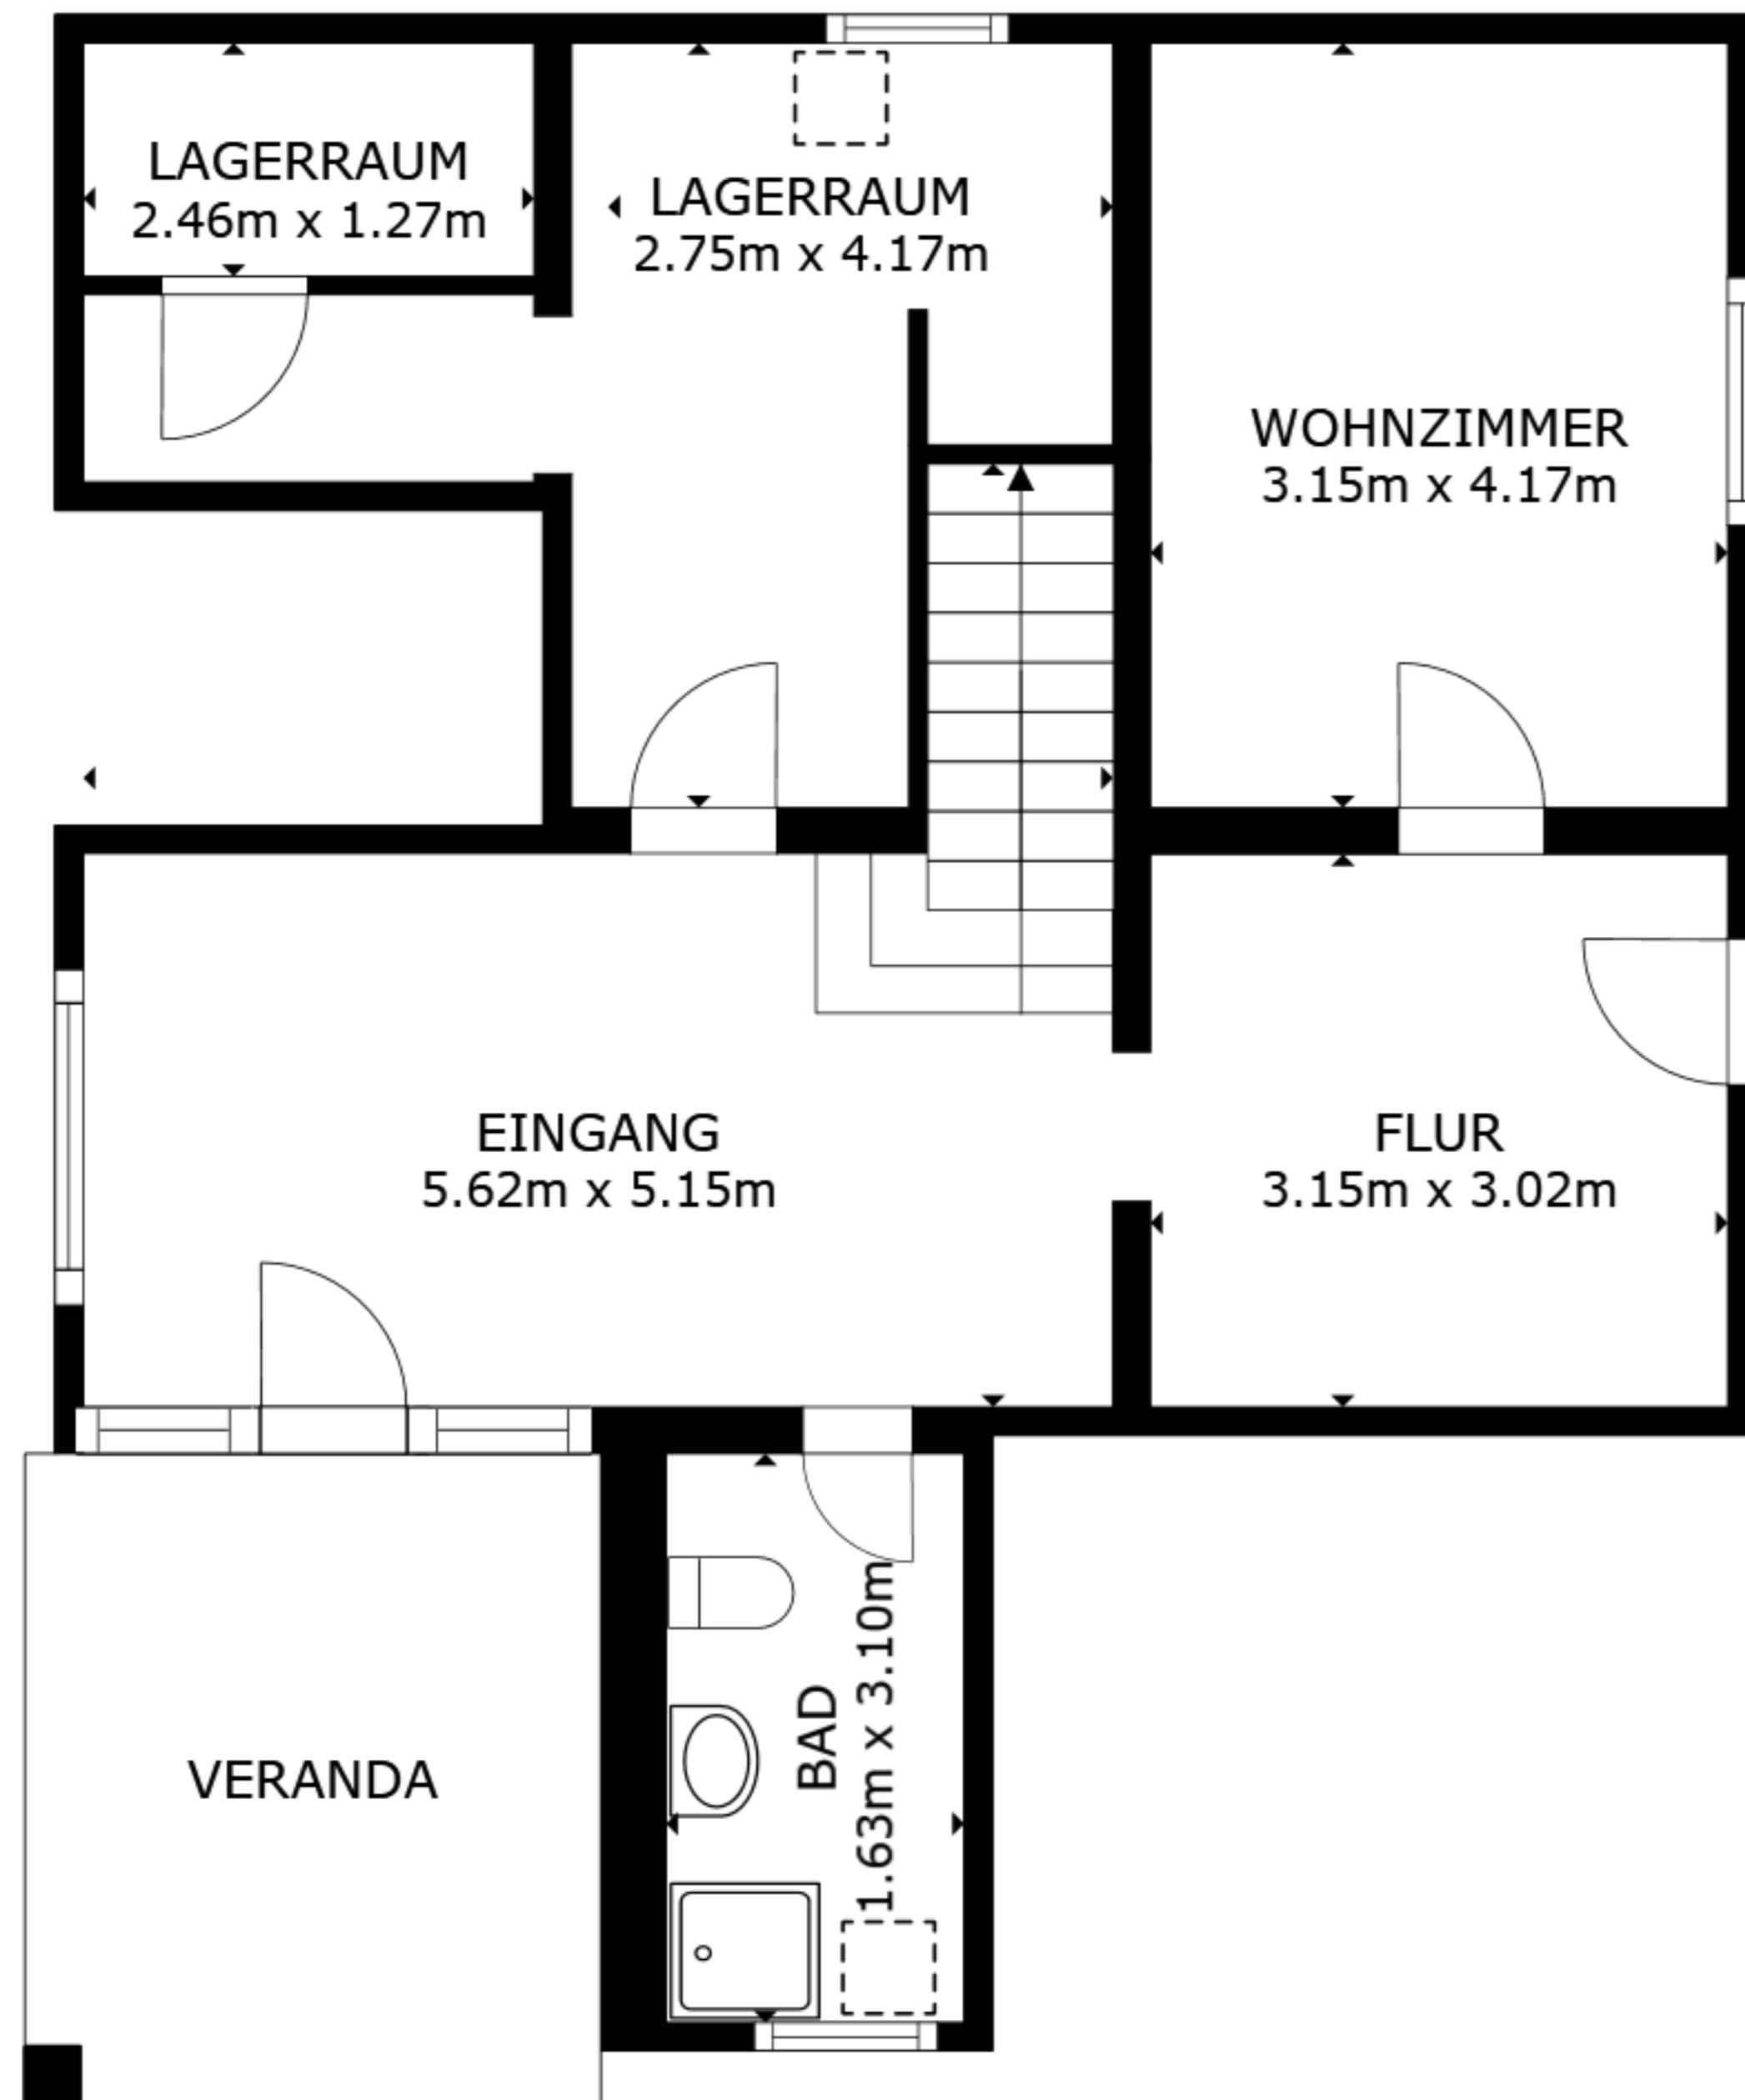 LAGERRAUM
2.46m x 1.27m
LAGERRAUM
2.75m x 4.17m
WOHNZIMMER
3.15m x 4.17m
EINGANG
5.62m x 5.15m
FLUR
3.15m x 3.02m
VERANDA
BAD
1.63m x 3.10m